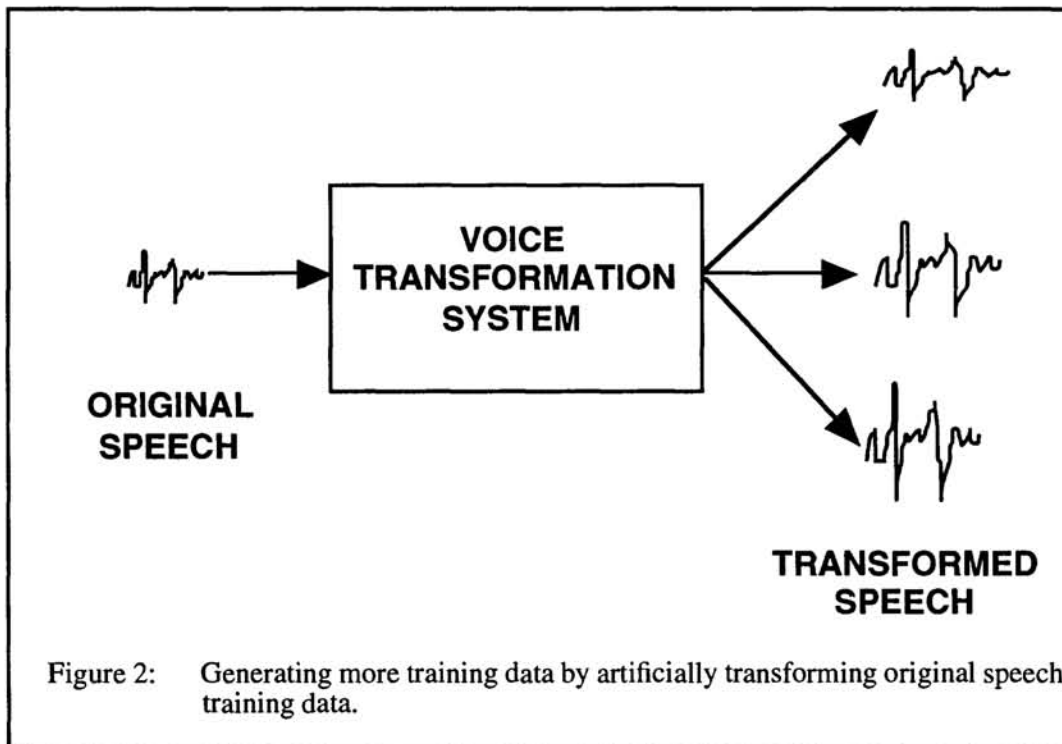 VOICE
TRANSFORMATION
SYSTEM
ORIGINAL
SPEECH
TRANSFORMED
SPEECH
Figure 2: Generating more training data by artificially transforming original speech
training data.